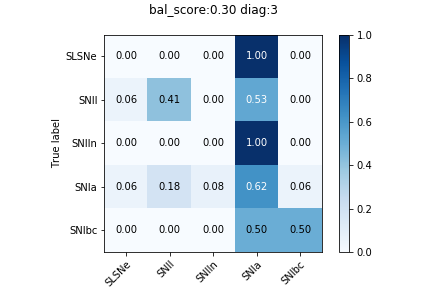 bal_score:0.30 diag:3
SLSNe 0.00 0.00 0.00 1.00 0.00
SNII 0.06 0.41 0.00 0.53 0.00
SNIIn 0.00 0.00 0.00 1.00 0.00
SNIa 0.06 0.18 0.08 0.62 0.06
SNIbc 0.00 0.00 0.00 0.50 0.50
SLSNe SNII SNIIn SNIa SNIbc
True label
1.0
0.8
0.6
0.4
0.2
0.0